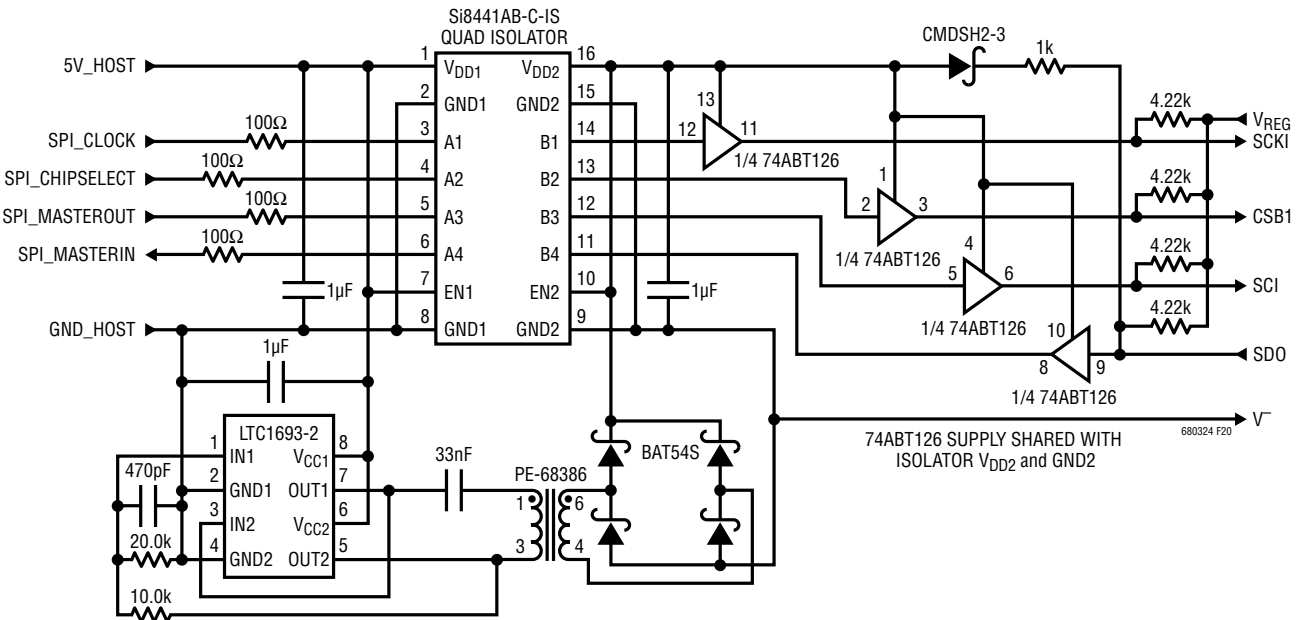 Si8441AB-C-IS
QUAD ISOLATOR
CMDSH2-3
1k
5V_HOST
1
VDD1
VDD2
16
2
GND1
GND2
15
13
4.22k
VREG
SPI_CLOCK
100Ω
3
A1
B1
14
12
11
1/4 74ABT126
SCKI
SPI_CHIPSELECT
100Ω
4
A2
B2
13
1
4.22k
SPI_MASTEROUT
100Ω
5
A3
B3
12
2
3
CSB1
1/4 74ABT126
SPI_MASTERIN
100Ω
6
A4
B4
11
4
4.22k
1µF
7
EN1
EN2
10
1µF
5
6
SCI
1/4 74ABT126
4.22k
GND_HOST
8
GND1
GND2
9
10
8
9
SDO
1/4 74ABT126
1µF
V–
680324 F20
74ABT126 SUPPLY SHARED WITH
ISOLATOR VDD2 and GND2
LTC1693-2
1
IN1
VCC1
8
470pF
2
GND1
OUT1
7
3
IN2
VCC2
6
20.0k
4
GND2
OUT2
5
10.0k
33nF
PE-68386
1
6
3
4
BAT54S